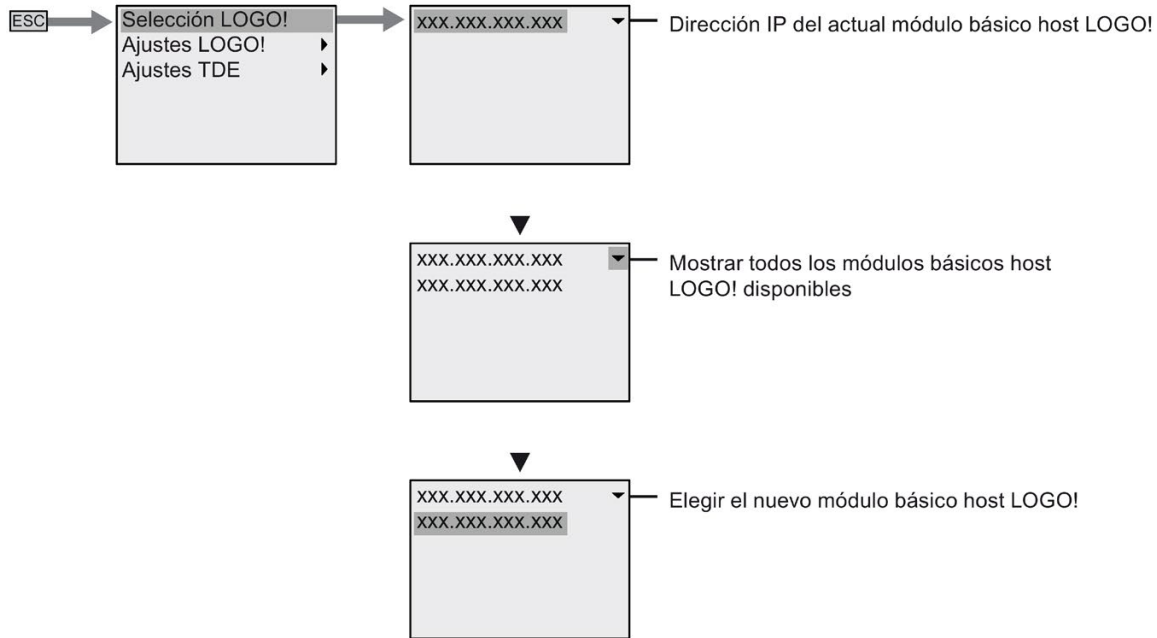 ESC
Selección LOGO!
Ajustes LOGO!
Ajustes TDE
xxx.xxx.xxx.xxx
Dirección IP del actual módulo básico host LOGO!
xxx.xxx.xxx.xxx
xxx.xxx.xxx.xxx
Mostrar todos los módulos básicos host
LOGO! disponibles
xxx.xxx.xxx.xxx
xxx.xxx.xxx.xxx
Elegir el nuevo módulo básico host LOGO!